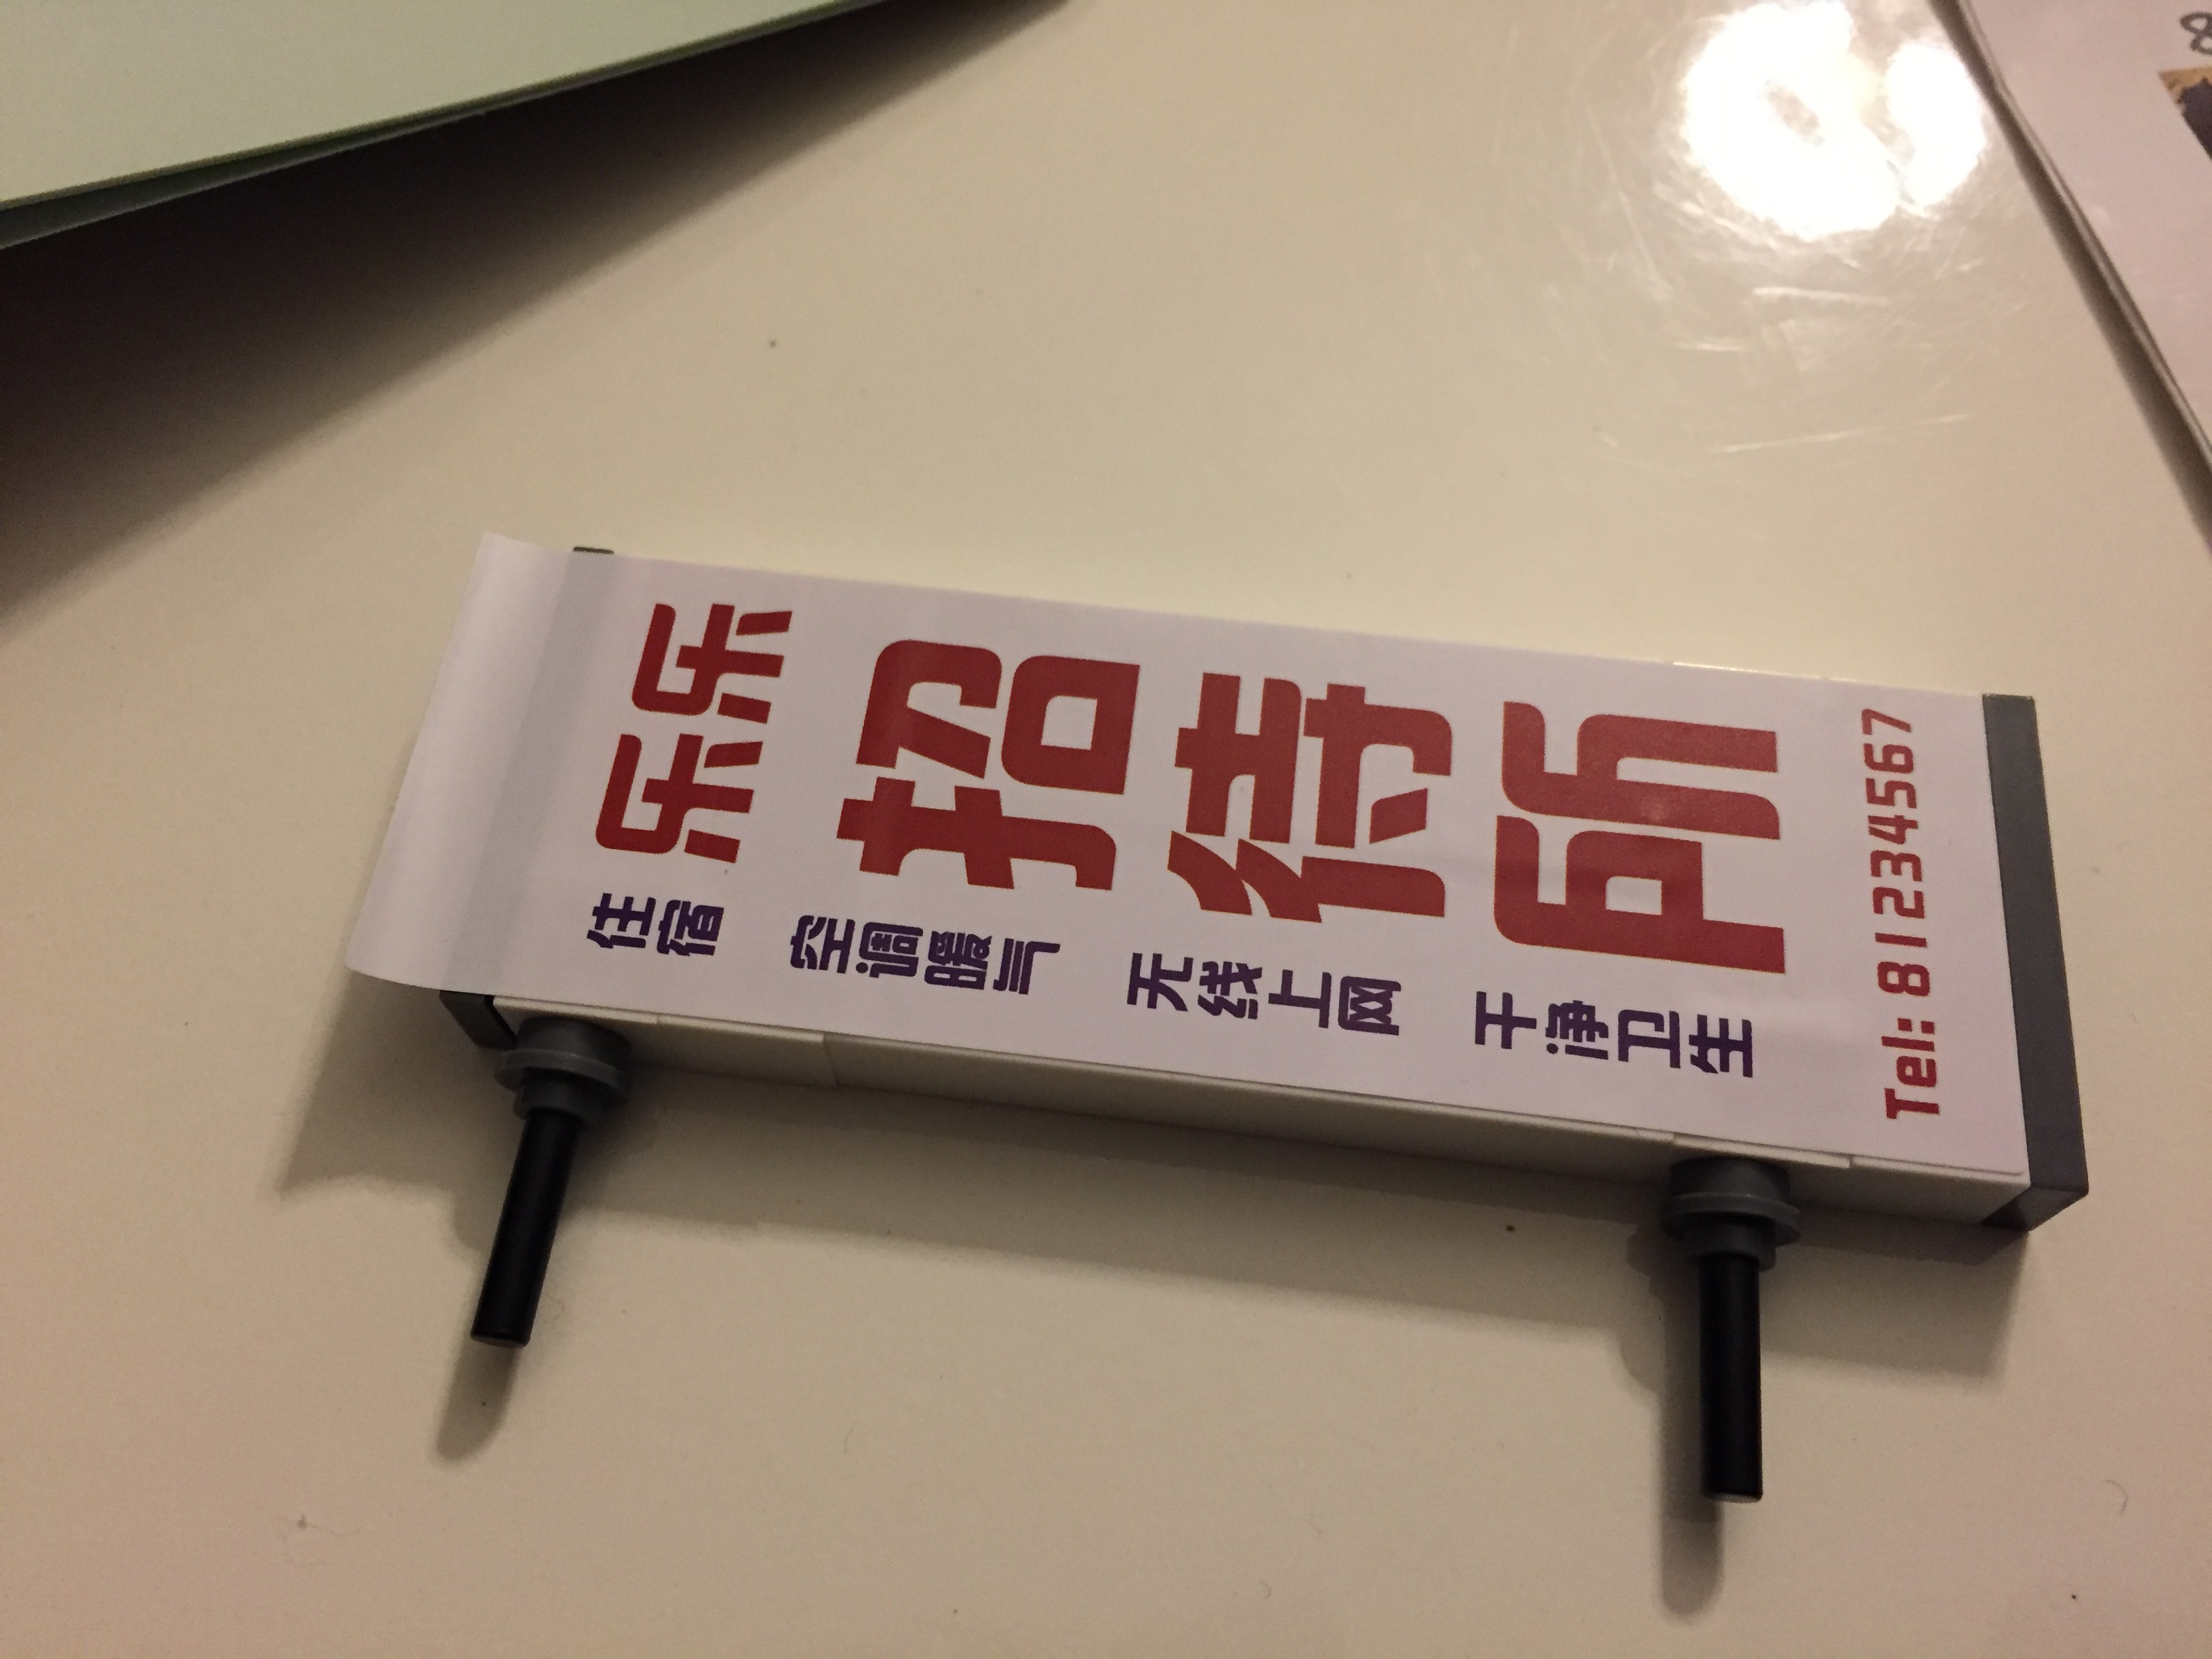 乐乐
招待所
住宿
空调暖气
无线上网
干净卫生
Tel: 81234567
8